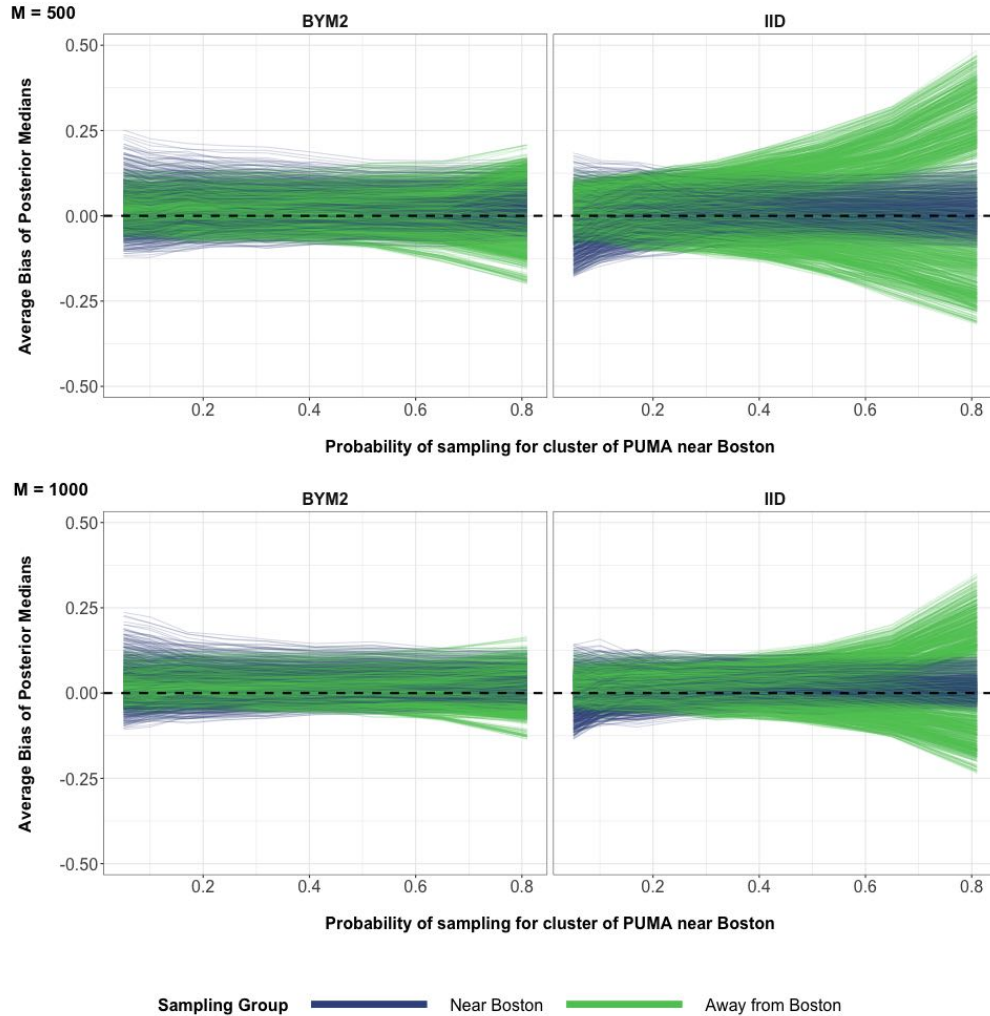 M = 500
BYM2
IID
0.50
0.25
0.00
-0.25
-0.50
Average Bias of Posterior Medians
0.2 0.4 0.6 0.8 0.2 0.4 0.6 0.8
Probability of sampling for cluster of PUMA near Boston
M = 1000
BYM2
IID
0.50
0.25
0.00
-0.25
-0.50
Average Bias of Posterior Medians
0.2 0.4 0.6 0.8 0.2 0.4 0.6 0.8
Probability of sampling for cluster of PUMA near Boston
Sampling Group Near Boston Away from Boston